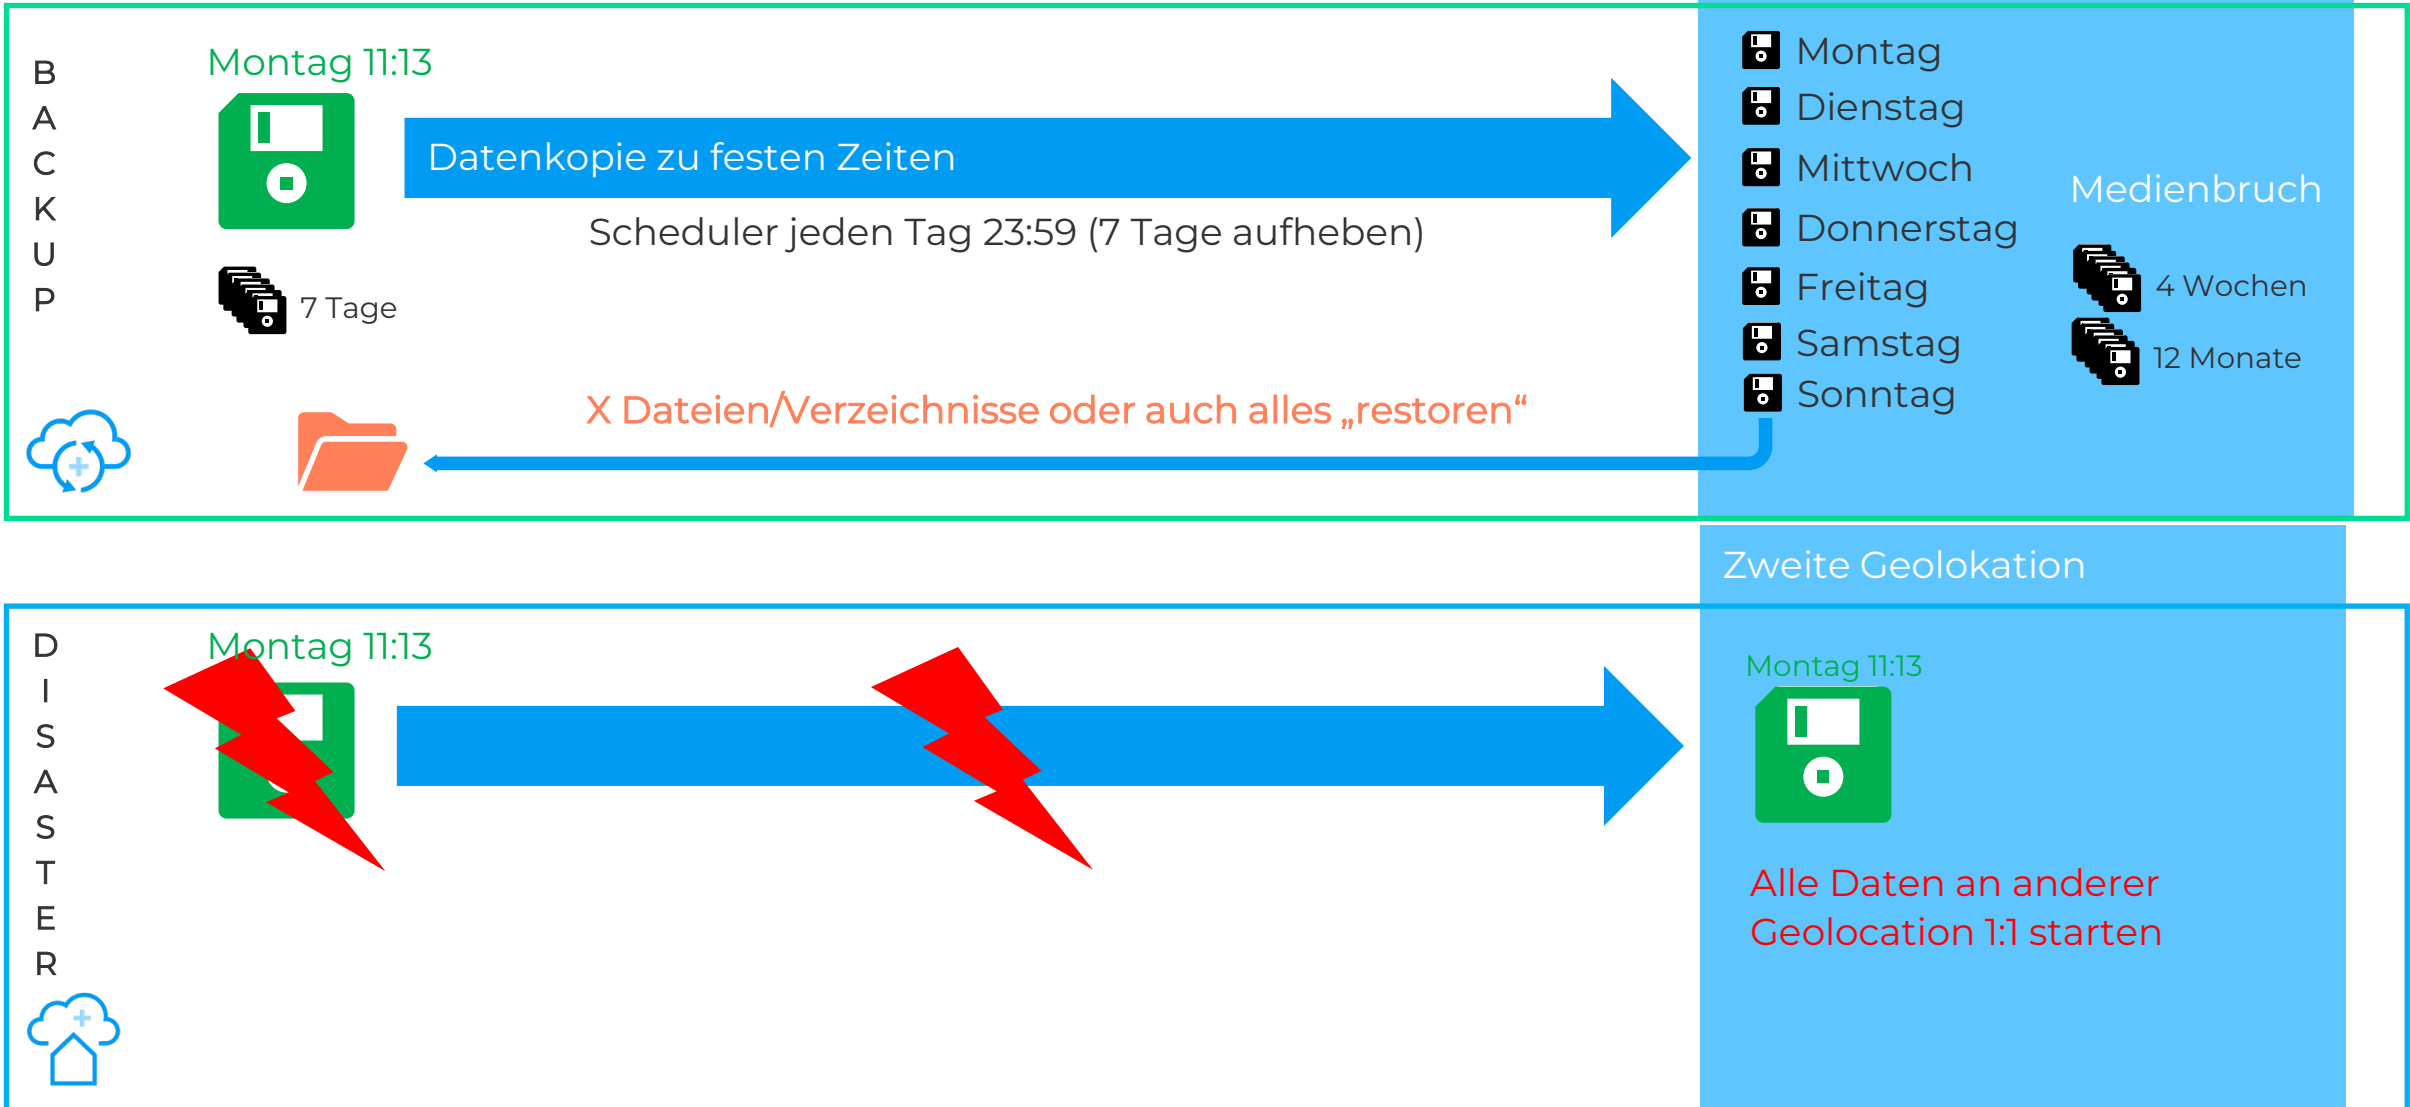 BACKUP
Montag 11:13
Datenkopie zu festen Zeiten
Scheduler jeden Tag 23:59 (7 Tage aufheben)
7 Tage
X Dateien/Verzeichnisse oder auch alles „restoren“
Montag
Dienstag
Mittwoch
Donnerstag
Freitag
Samstag
Sonntag
Medienbruch
4 Wochen
12 Monate
Zweite Geolokation
DISASTER
Montag 11:13
Montag 11:13
Alle Daten an anderer
Geolocation 1:1 starten